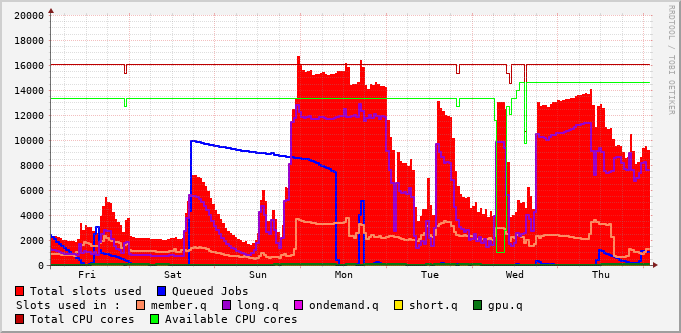 20000
18000
16000
14000
12000
10000
8000
6000
4000
2000
0
Fri Sat Sun Mon Tue Wed Thu
RRDTOOL / TOBI OETIKER
Total slots used Queued Jobs
Slots used in : member.q long.q ondemand.q short.q gpu.q
Total CPU cores Available CPU cores